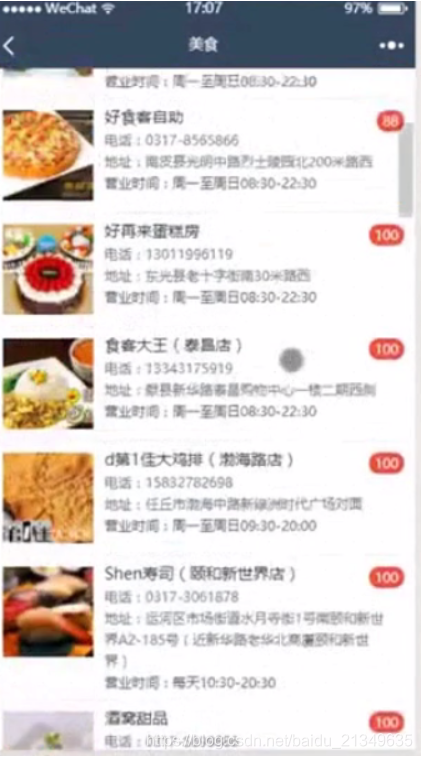 WeChat 17:07 97%
美食
营业时间：周一至周日08:30-22:30
好食客自助
88
电话：0317-8565866
地址：南皮县光明中路烈士陵园北200米路西
营业时间：周一至周日08:30-22:30
好再来蛋糕房
100
电话：13011996119
地址：东光县老十字街南30米路西
营业时间：周一至周日08:30-22:30
食客大王（泰昌店）
100
电话：13343175919
地址：献县新华路泰昌购物中心一楼二期西侧
营业时间：周一至周日08:30-22:30
d第1佳大鸡排（渤海路店）
100
电话：15832782698
地址：任丘市渤海中路新绿洲时代广场对面
营业时间：周一至周日09:30-20:00
Shen寿司（颐和新世界店）
100
电话：0317-3061878
地址：运河区市场街道水月寺街1号南颐和新世
界A2-185号（近新华路老华北商厦颐和新世
界）
营业时间：每天10:30-20:30
酒窝甜品
100
电话：
sdn.net/baidu_21349635